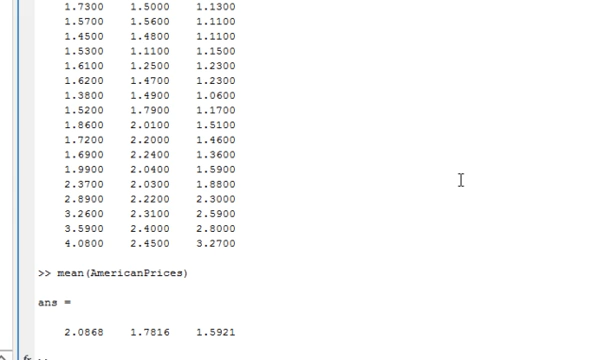 1.7300 1.5000 1.1300
1.5700 1.5600 1.1100
1.4500 1.4800 1.1100
1.5300 1.1100 1.1500
1.6100 1.2500 1.2300
1.6200 1.4700 1.2300
1.3800 1.4900 1.0600
1.5200 1.7900 1.1700
1.8600 2.0100 1.5100
1.7200 2.2000 1.4600
1.6900 2.2400 1.3600
1.9900 2.0400 1.5900
2.3700 2.0300 1.8800
2.8900 2.2200 2.3000
3.2600 2.3100 2.5900
3.5900 2.4000 2.8000
4.0800 2.4500 3.2700
>> mean(AmericanPrices)
ans =
2.0868 1.7816 1.5921